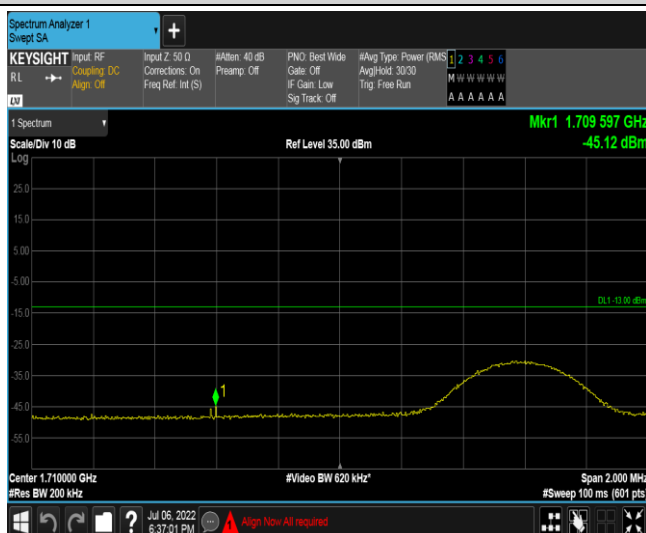 Spectrum Analyzer 1
Swept SA
+
KEYSIGHT Input: RF Input Z: 50 Ω #Atten: 40 dB PNO: Best Wide #Avg Type: Power (RMS 1 2 3 4 5 6
RL Coupling: DC Corrections: On Preamp: Off Gate: Off Avg|Hold: 30/30 M W W W W W
Align: Off Freq Ref: Int (S) IF Gain: Low Trig: Free Run
LXI Sig Track: Off A A A A A A
1 Spectrum Mkr1 1.709 597 GHz
Scale/Div 10 dB Ref Level 35.00 dBm -45.12 dBm
Log
25.0
15.0
5.00
-5.00
DL1 -13.00 dBm
-15.0
-25.0
-35.0
1
-45.0
-55.0
Center 1.710000 GHz #Video BW 620 kHz* Span 2.000 MHz
#Res BW 200 kHz #Sweep 100 ms (601 pts)
? Jul 06, 2022 Align Now All required
6:37:01 PM